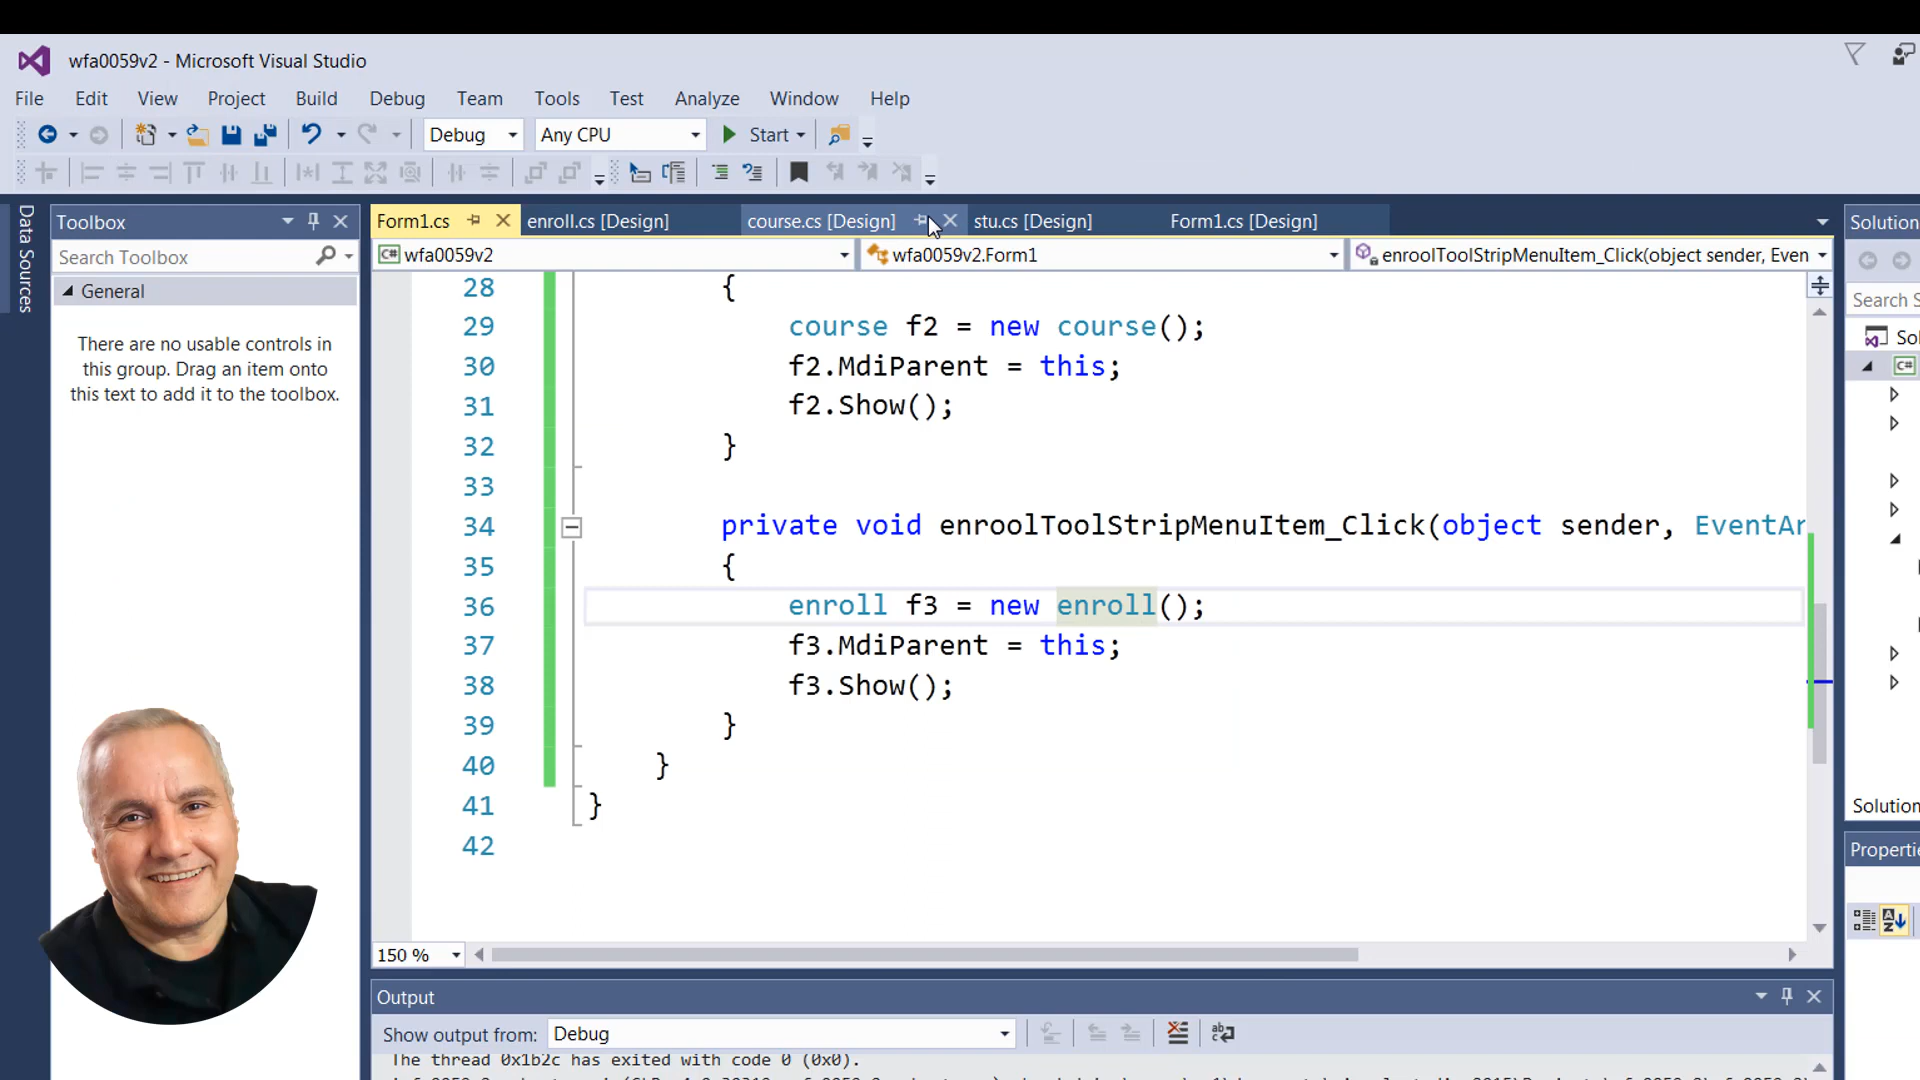 wfa0059v2 - Microsoft Visual Studio
File Edit View Project Build Debug Team Tools Test Analyze Window Help
Debug Any CPU Start
Data Sources
Toolbox
Search Toolbox
General
There are no usable controls in
this group. Drag an item onto
this text to add it to the toolbox.
Form1.cs enroll.cs [Design] course.cs [Design] stu.cs [Design] Form1.cs [Design]
wfa0059v2 wfa0059v2.Form1 enroolToolStripMenuItem_Click(object sender, Even
28 {
29 course f2 = new course();
30 f2.MdiParent = this;
31 f2.Show();
32 }
33
34 private void enroolToolStripMenuItem_Click(object sender, EventAr
35 {
36 enroll f3 = new enroll();
37 f3.MdiParent = this;
38 f3.Show();
39 }
40 }
41 }
42
150 %
Output
Show output from: Debug
The thread 0x1b2c has exited with code 0 (0x0).
Solution
Search S
Sol
C#
Solution
Properti